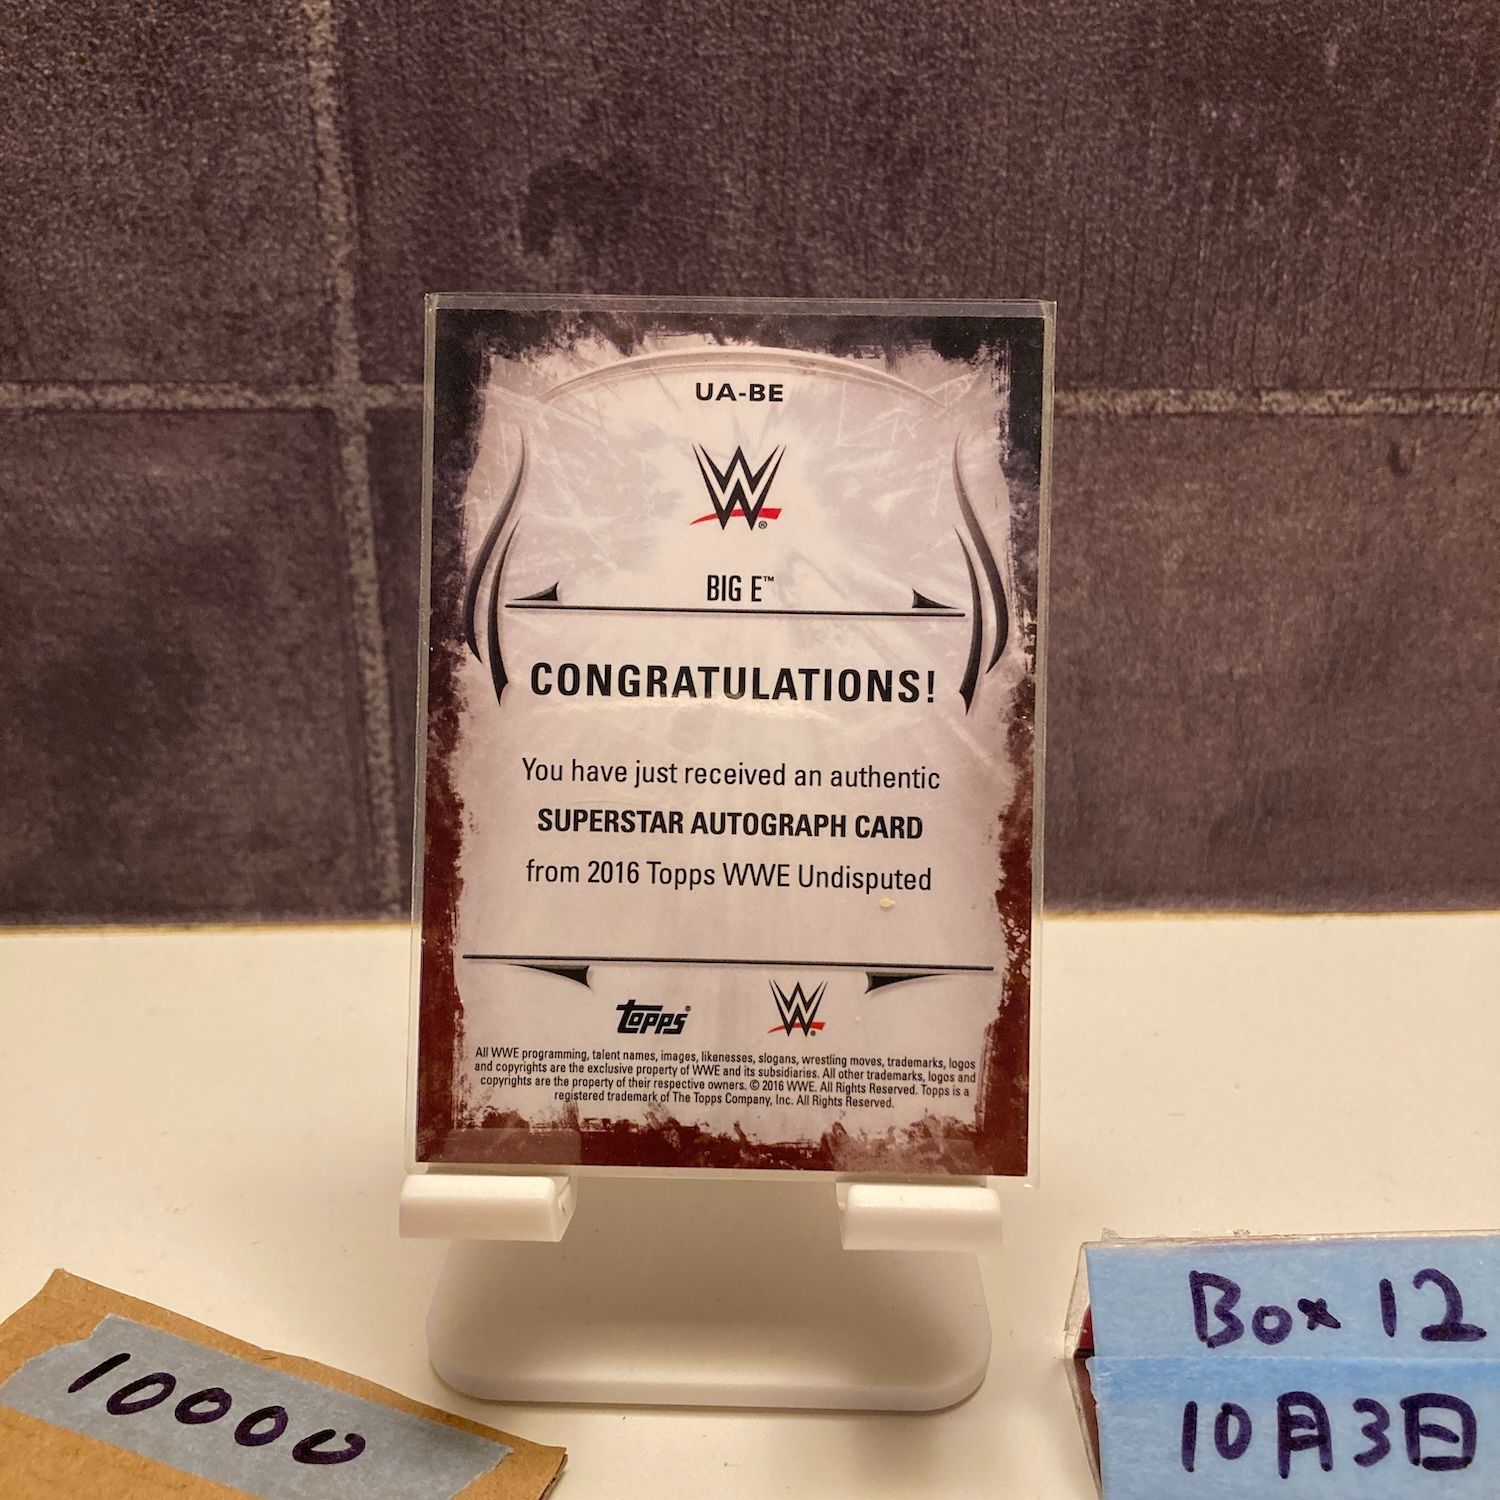 UA-BE
W
BIG E™
CONGRATULATIONS!
You have just received an authentic
SUPERSTAR AUTOGRAPH CARD
from 2016 Topps WWE Undisputed
Topps® W
All WWE programming, talent names, images, likenesses, slogans, wrestling moves, trademarks, logos
and copyrights are the exclusive property of WWE and its subsidiaries. All other trademarks, logos and
copyrights are the property of their respective owners. © 2016 WWE. All Rights Reserved. Topps is a
registered trademark of The Topps Company, Inc. All Rights Reserved.
10000
Box 12
10月3日